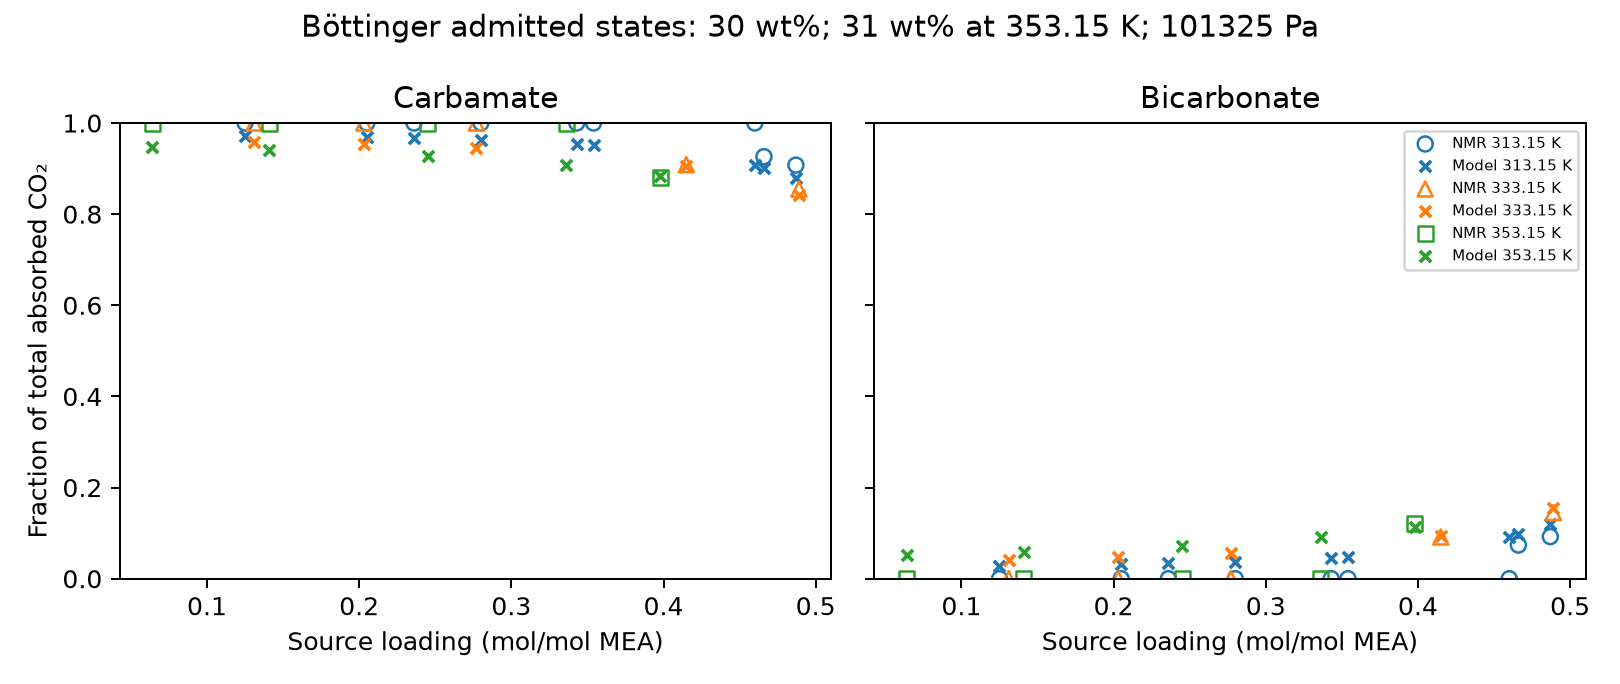 Böttinger admitted states: 30 wt%; 31 wt% at 353.15 K; 101325 Pa
Carbamate
Fraction of total absorbed CO₂
1.0
0.8
0.6
0.4
0.2
0.0
0.1
0.2
0.3
0.4
0.5
Source loading (mol/mol MEA)
Bicarbonate
NMR 313.15 K
Model 313.15 K
NMR 333.15 K
Model 333.15 K
NMR 353.15 K
Model 353.15 K
0.1
0.2
0.3
0.4
0.5
Source loading (mol/mol MEA)